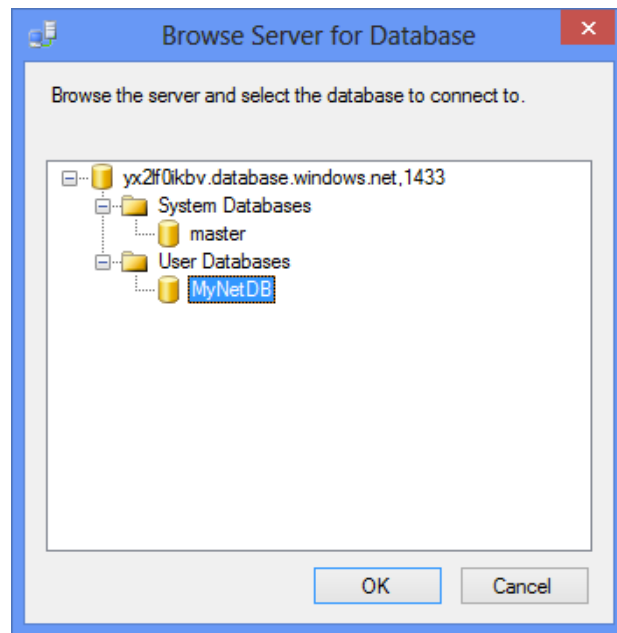 Browse Server for Database
Browse the server and select the database to connect to.
yx2lf0ikbv.database.windows.net,1433
System Databases
master
User Databases
MyNetDB
OK Cancel